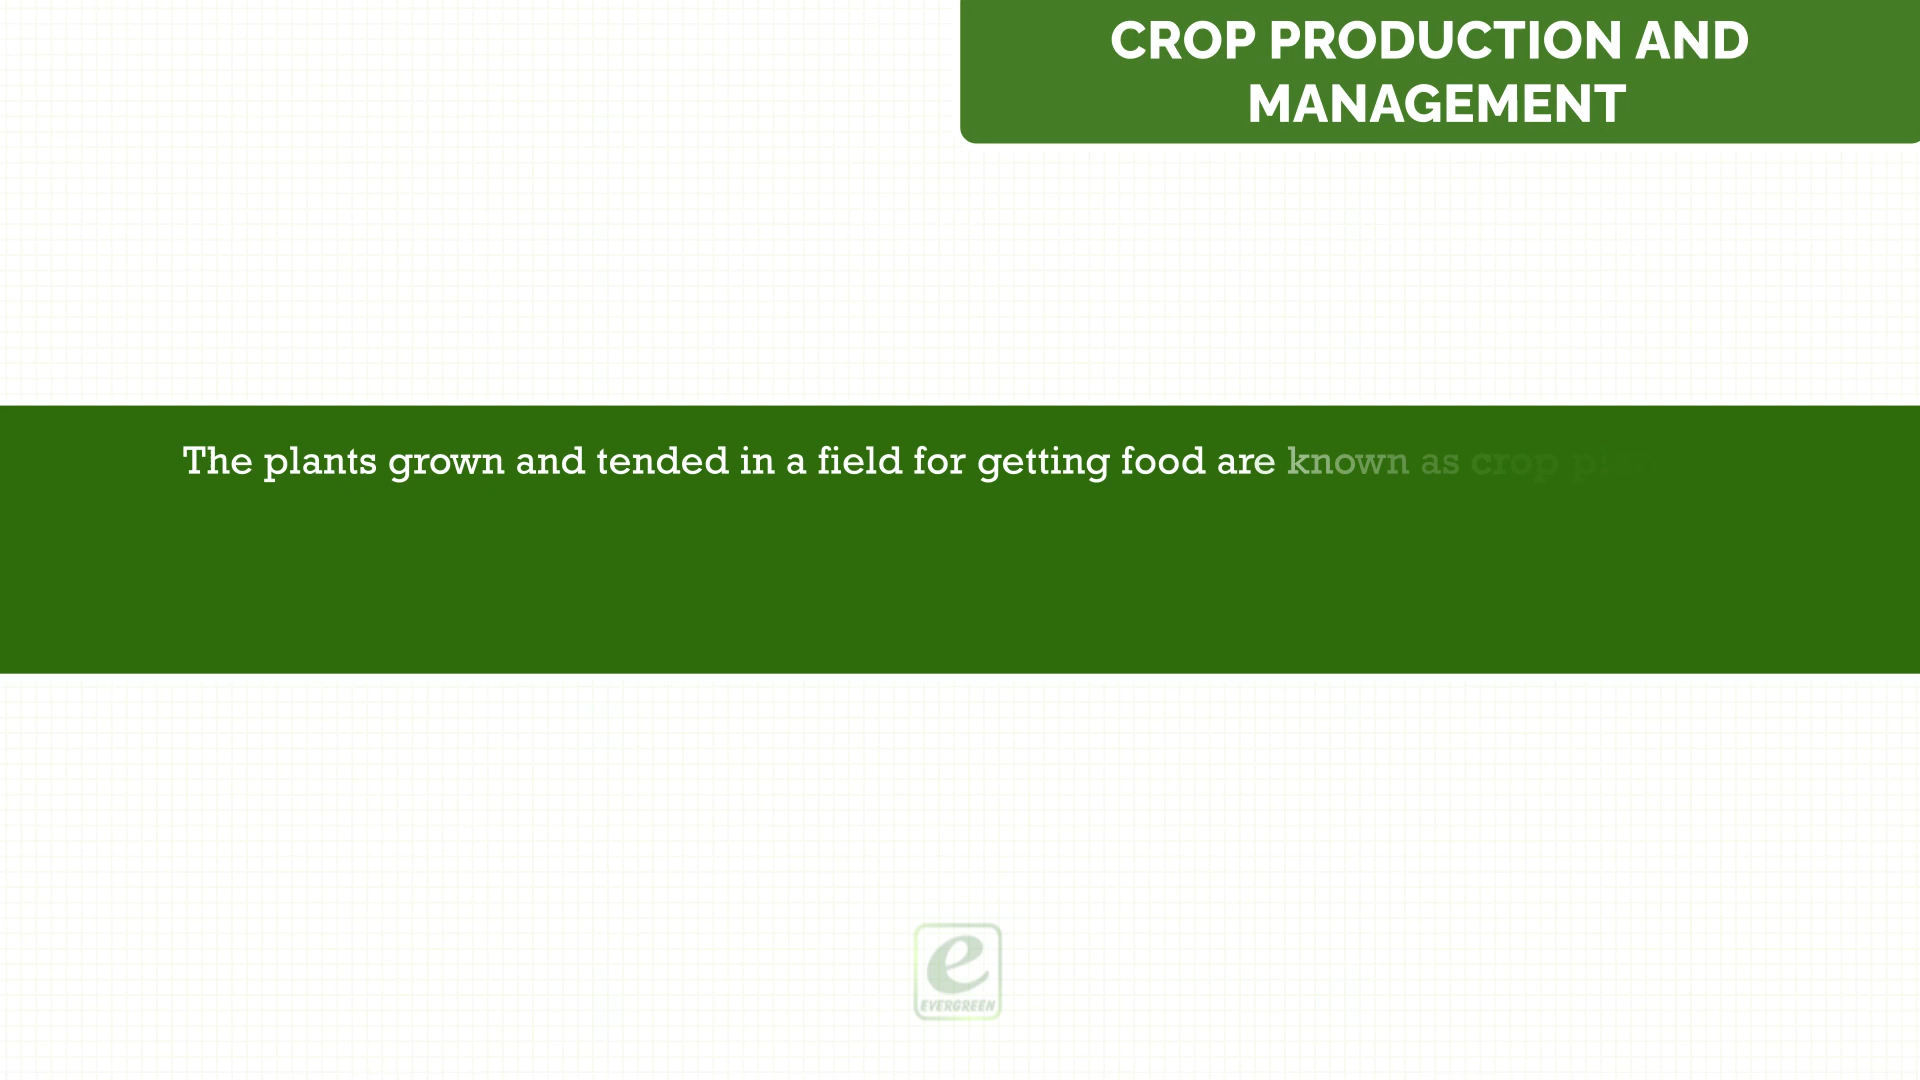 CROP PRODUCTION AND
MANAGEMENT
The plants grown and tended in a field for getting food are known as crop
EVERGREEN